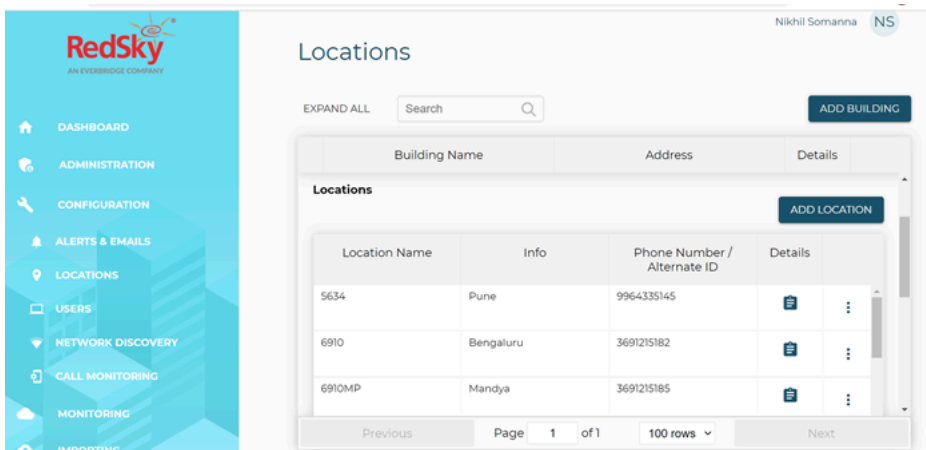 Nikhil Somanna NS
RedSky
AN EVERBRIDGE COMPANY
Locations
EXPAND ALL Search ADD BUILDING
DASHBOARD
ADMINISTRATION
CONFIGURATION
ALERTS & EMAILS
LOCATIONS
USERS
NETWORK DISCOVERY
CALL MONITORING
MONITORING
IMPORTING
Building Name Address Details
Locations
ADD LOCATION
Location Name Info Phone Number / Details
Alternate ID
5634 Pune 9964335145
6910 Bengaluru 3691215182
6910MP Mandya 3691215185
Previous Page 1 of 1 100 rows Next